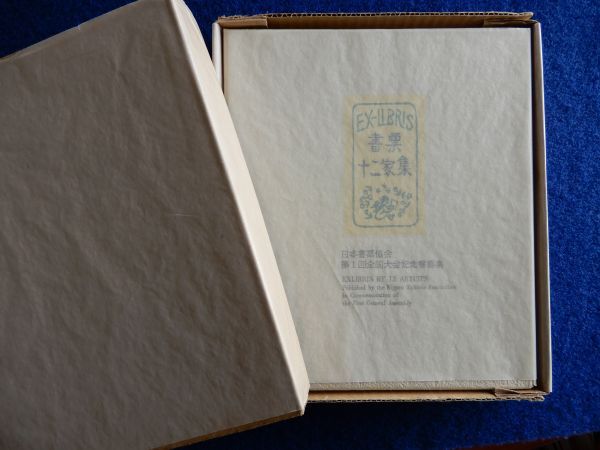 EX-LIBRIS
書票
十二家集
日本書票協会
第1回全国大会記念書票集
EXLIBRIS BY 12 ARTISTS
Published by the Nippon Exlibris Association
in Commemoration of
the First General Assembly